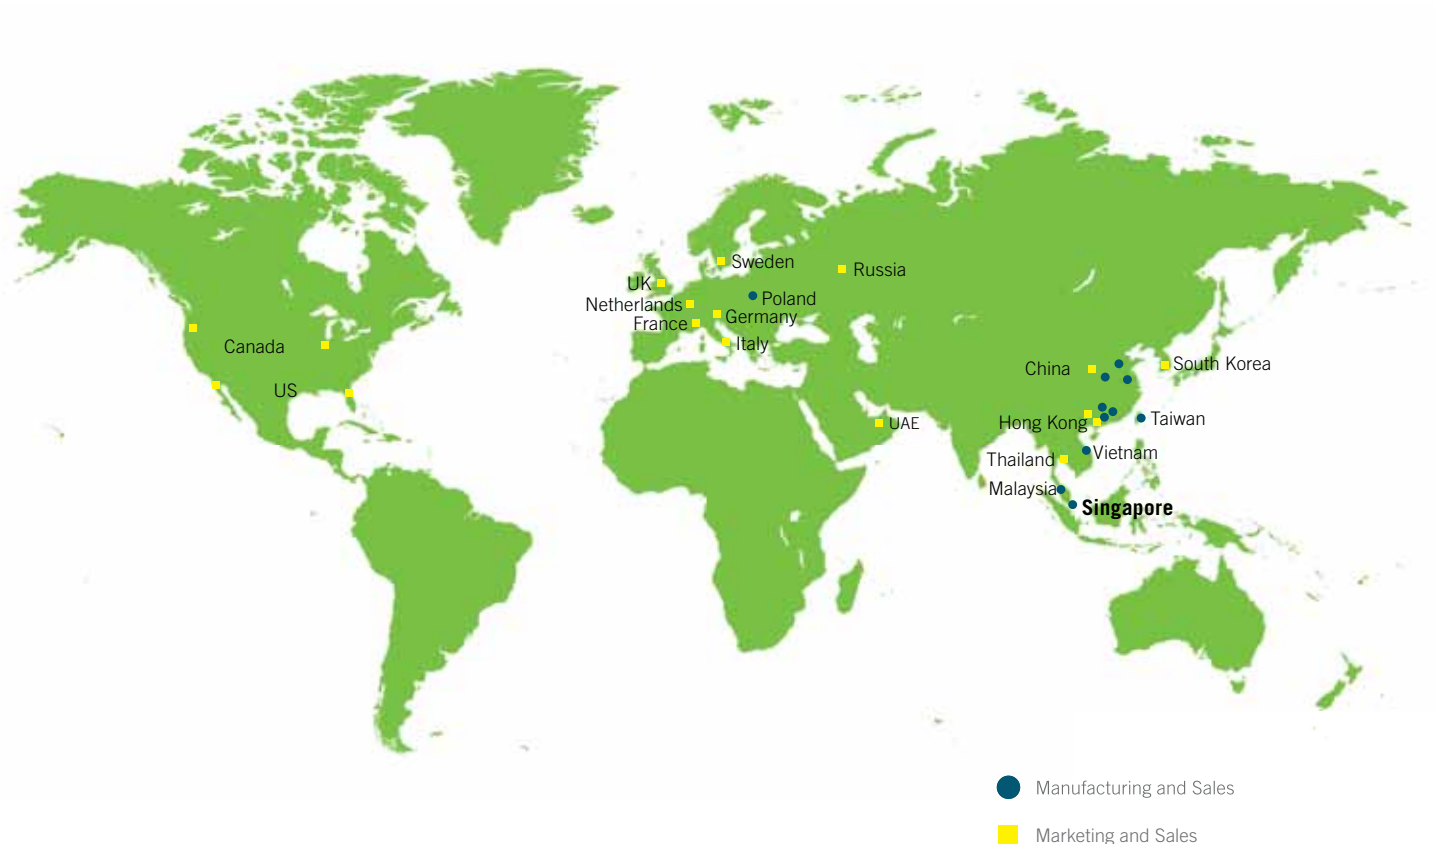 Sweden
Russia
UK
Poland
Netherlands
Germany
France
Italy
Canada
US
China
South Korea
UAE
Hong Kong
Taiwan
Thailand
Vietnam
Malaysia
Singapore
Manufacturing and Sales
Marketing and Sales